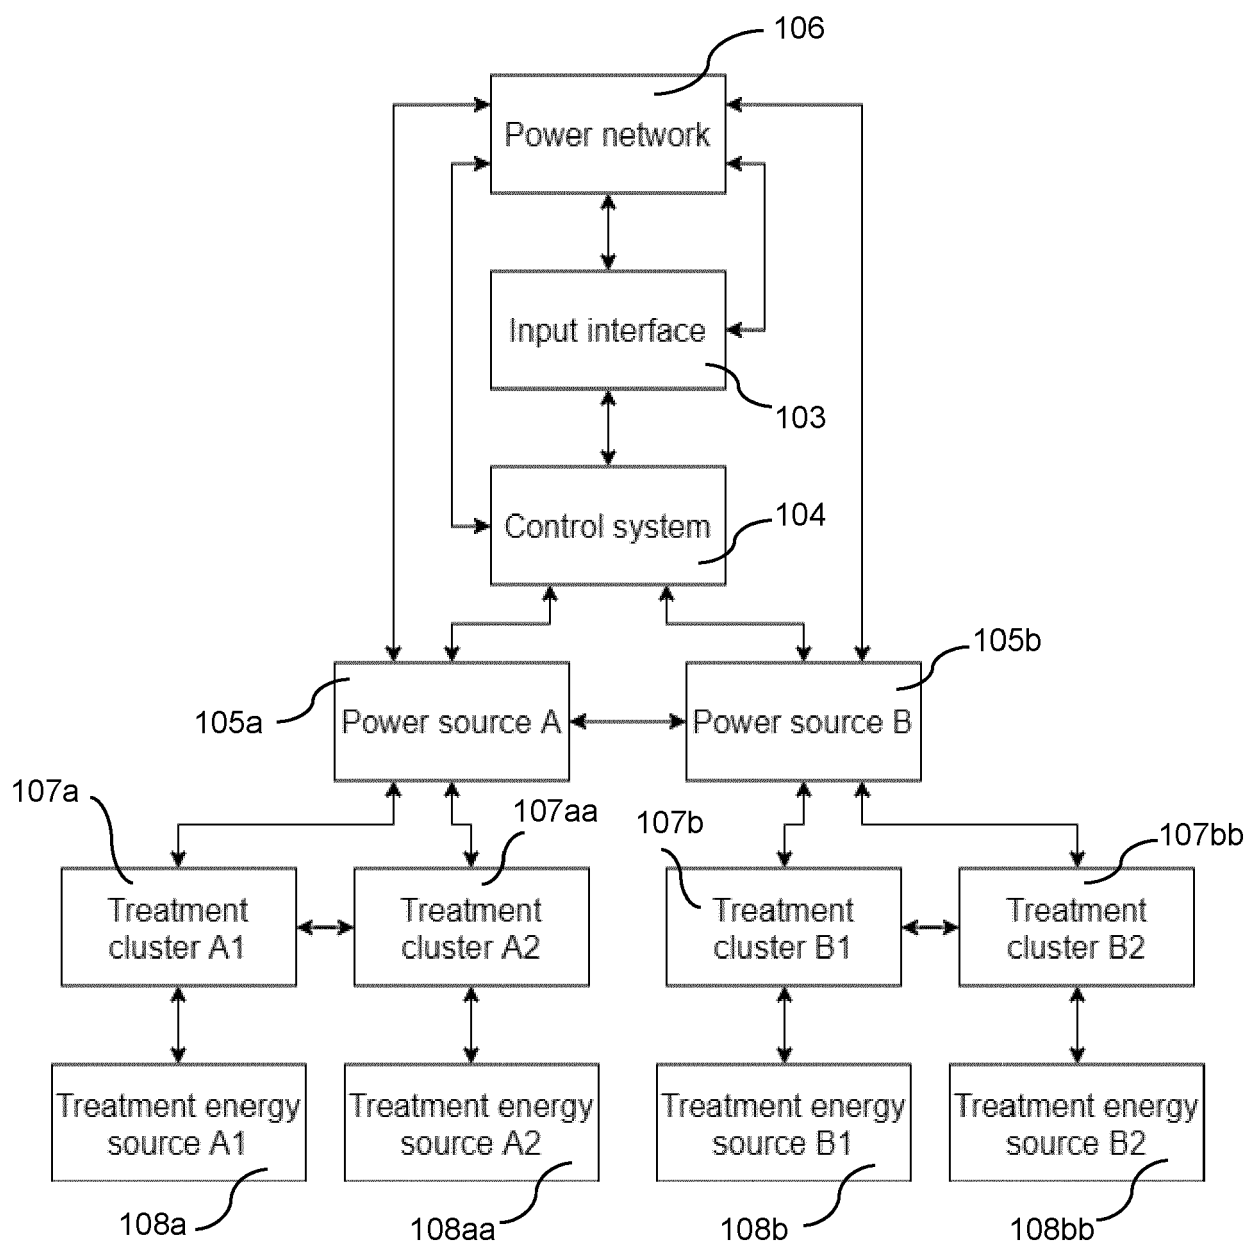 106
Power network
Input interface
103
Control system
104
105b
105a
Power source A
Power source B
107a
107aa
107b
107bb
Treatment
cluster A1
Treatment
cluster A2
Treatment
cluster B1
Treatment
cluster B2
Treatment energy
source A1
Treatment energy
source A2
Treatment energy
source B1
Treatment energy
source B2
108a
108aa
108b
108bb